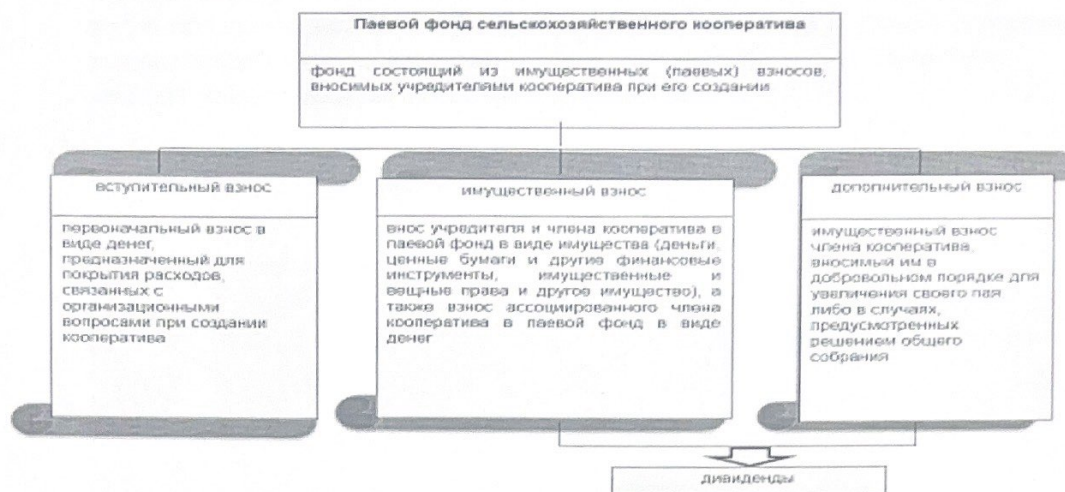 Паевой фонд сельскохозяйственного кооператива
фонд состоящий из имущественных (паевых) взносов,
вносимых учредителями кооператива при его создании
вступительный взнос
первоначальный взнос в
виде денег,
предназначенный для
покрытия расходов,
связанных с
организационными
вопросами при создании
кооператива
имущественный взнос
внос учредителя и члена кооператива в
паевой фонд в виде имущества (деньги,
ценные бумаги и другие финансовые
инструменты, имущественные и
вещные права и другое имущество), а
также взнос ассоциированного члена
кооператива в паевой фонд в виде
денег
дополнительный взнос
имущественный взнос
члена кооператива,
вносимый им в
добровольном порядке для
увеличения своего пая
либо в случаях,
предусмотренных
решением общего
собрания
дивиденды